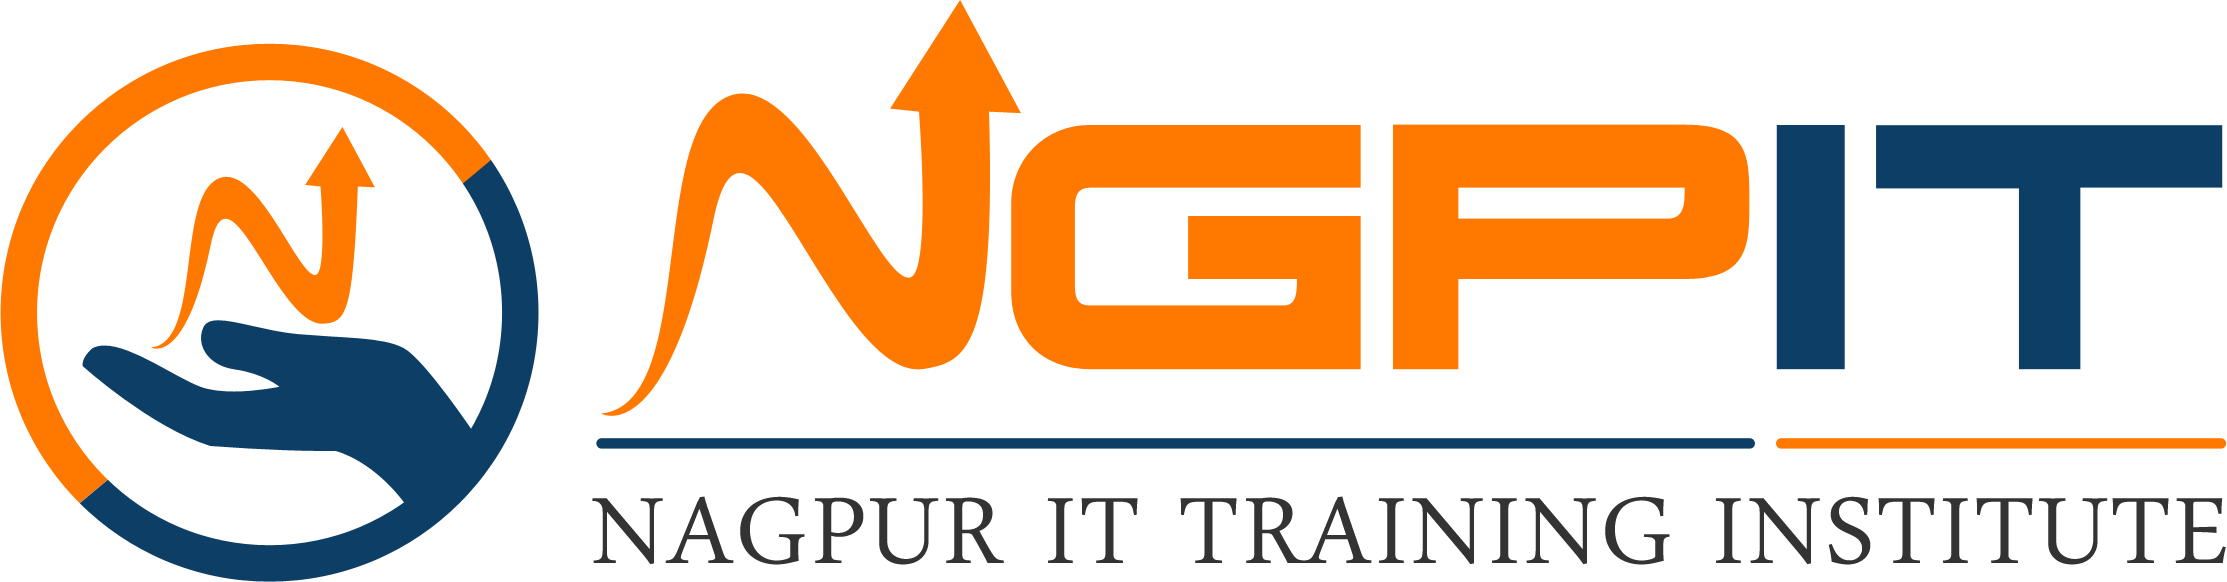 NGPIT
NAGPUR IT TRAINING INSTITUTE